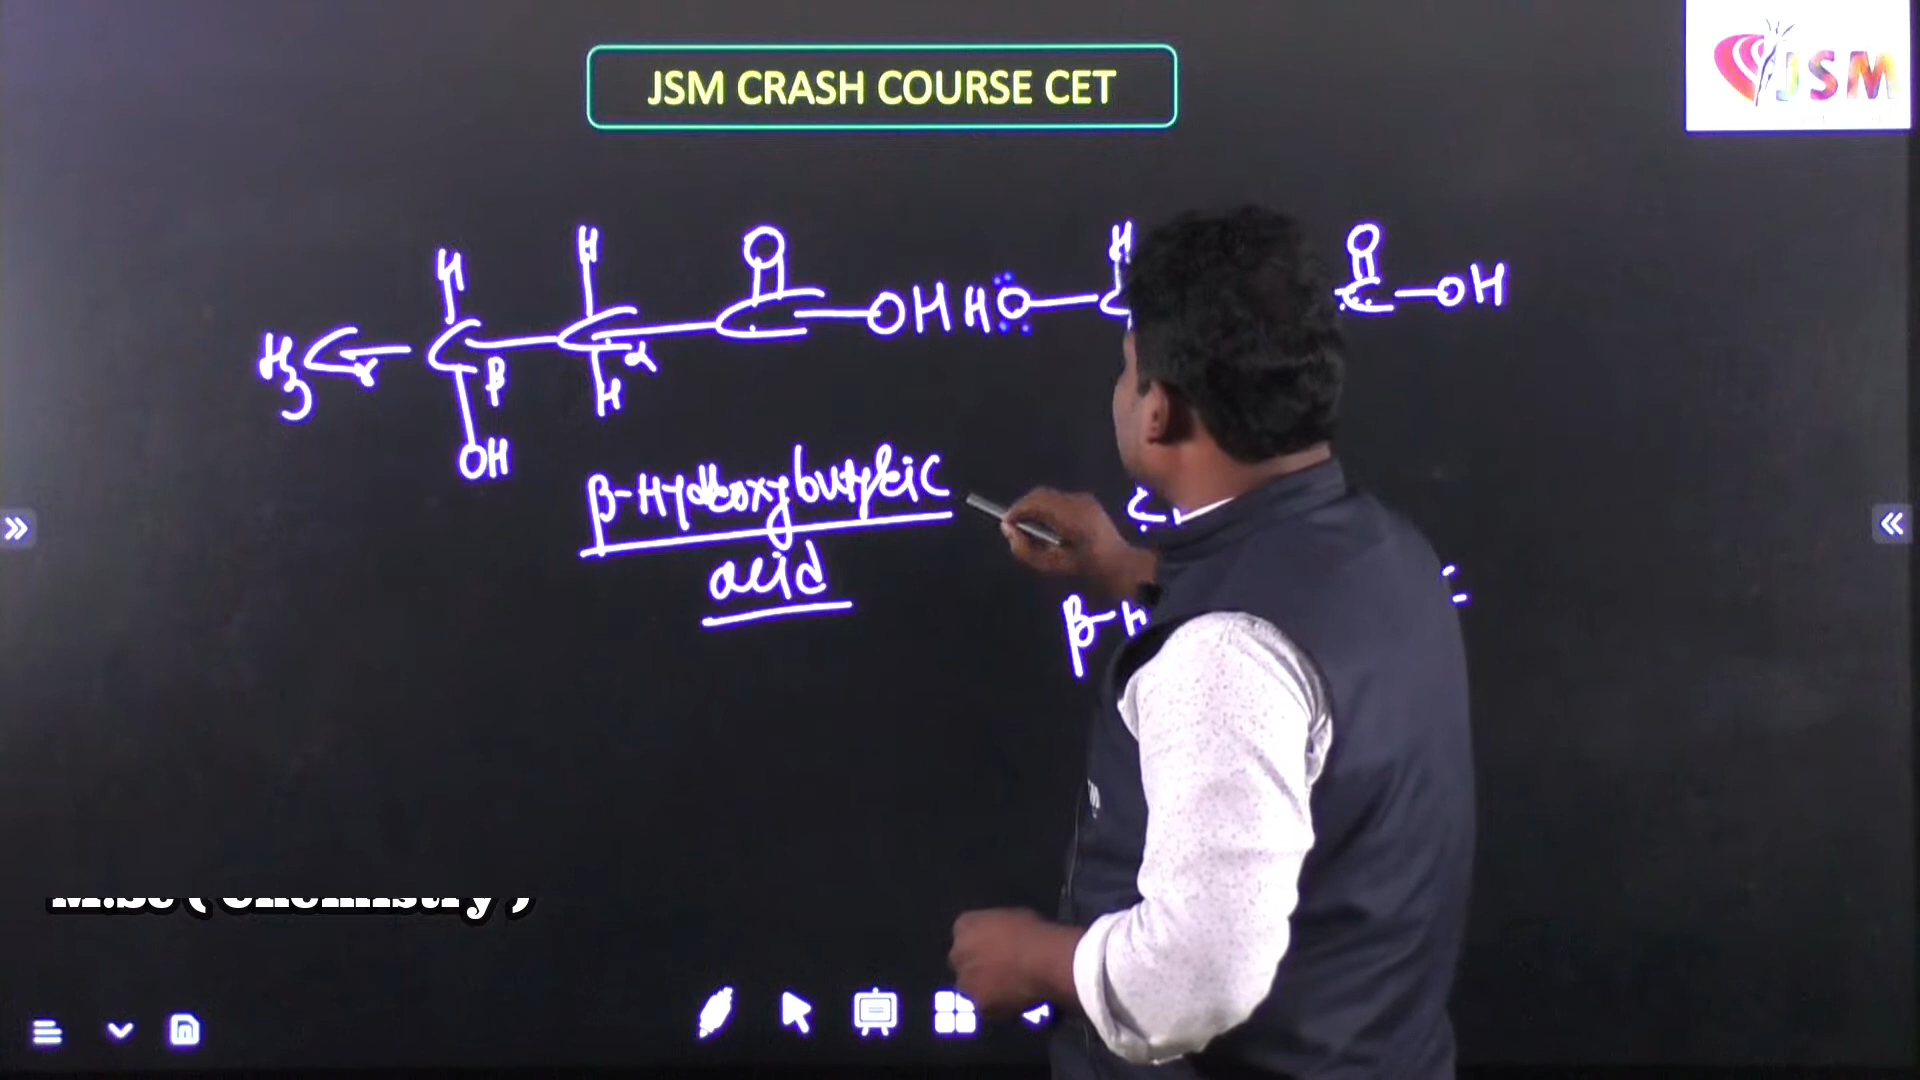 JSM CRASH COURSE CET
JSM
H H O H O
H₃C — C — C — C — OH HO — C C — OH
γ β α
OH H
β-Hydroxybutyric
acid
C
β-H
M.Sc ( Chemistry )